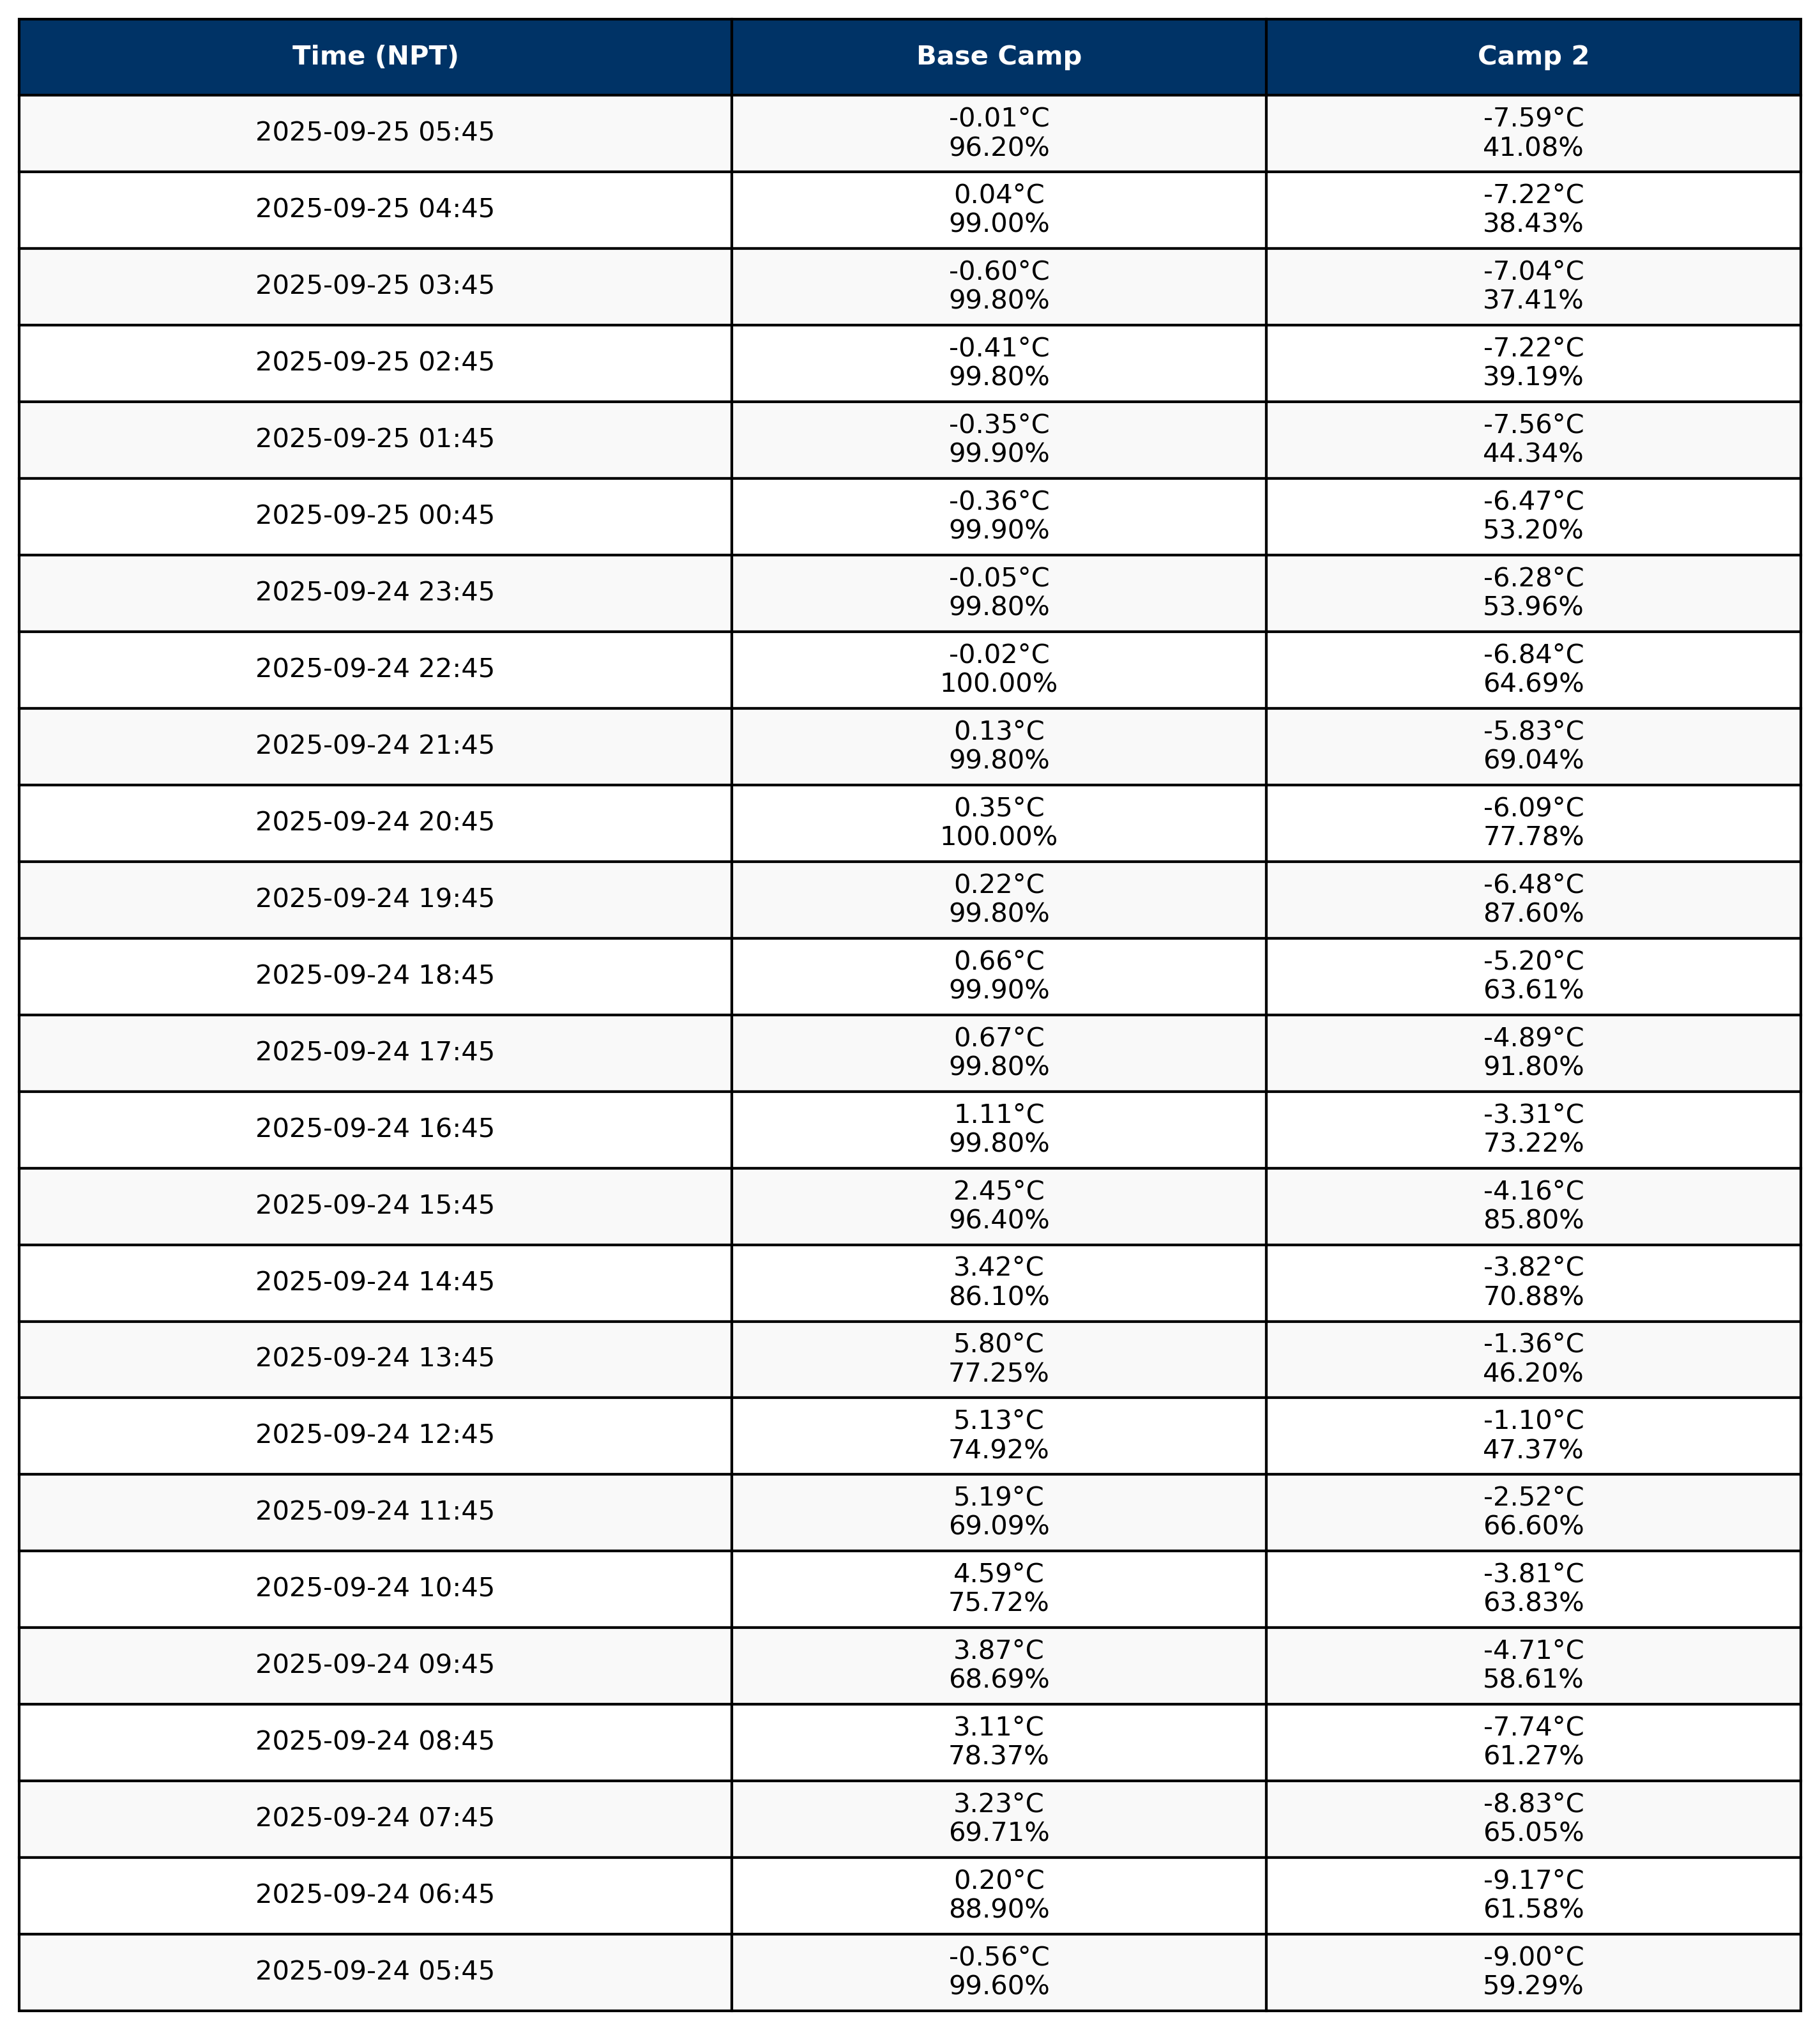 Time (NPT) Base Camp Camp 2
2025-09-25 05:45 -0.01°C -7.59°C
96.20% 41.08%
2025-09-25 04:45 0.04°C -7.22°C
99.00% 38.43%
2025-09-25 03:45 -0.60°C -7.04°C
99.80% 37.41%
2025-09-25 02:45 -0.41°C -7.22°C
99.80% 39.19%
2025-09-25 01:45 -0.35°C -7.56°C
99.90% 44.34%
2025-09-25 00:45 -0.36°C -6.47°C
99.90% 53.20%
2025-09-24 23:45 -0.05°C -6.28°C
99.80% 53.96%
2025-09-24 22:45 -0.02°C -6.84°C
100.00% 64.69%
2025-09-24 21:45 0.13°C -5.83°C
99.80% 69.04%
2025-09-24 20:45 0.35°C -6.09°C
100.00% 77.78%
2025-09-24 19:45 0.22°C -6.48°C
99.80% 87.60%
2025-09-24 18:45 0.66°C -5.20°C
99.90% 63.61%
2025-09-24 17:45 0.67°C -4.89°C
99.80% 91.80%
2025-09-24 16:45 1.11°C -3.31°C
99.80% 73.22%
2025-09-24 15:45 2.45°C -4.16°C
96.40% 85.80%
2025-09-24 14:45 3.42°C -3.82°C
86.10% 70.88%
2025-09-24 13:45 5.80°C -1.36°C
77.25% 46.20%
2025-09-24 12:45 5.13°C -1.10°C
74.92% 47.37%
2025-09-24 11:45 5.19°C -2.52°C
69.09% 66.60%
2025-09-24 10:45 4.59°C -3.81°C
75.72% 63.83%
2025-09-24 09:45 3.87°C -4.71°C
68.69% 58.61%
2025-09-24 08:45 3.11°C -7.74°C
78.37% 61.27%
2025-09-24 07:45 3.23°C -8.83°C
69.71% 65.05%
2025-09-24 06:45 0.20°C -9.17°C
88.90% 61.58%
2025-09-24 05:45 -0.56°C -9.00°C
99.60% 59.29%